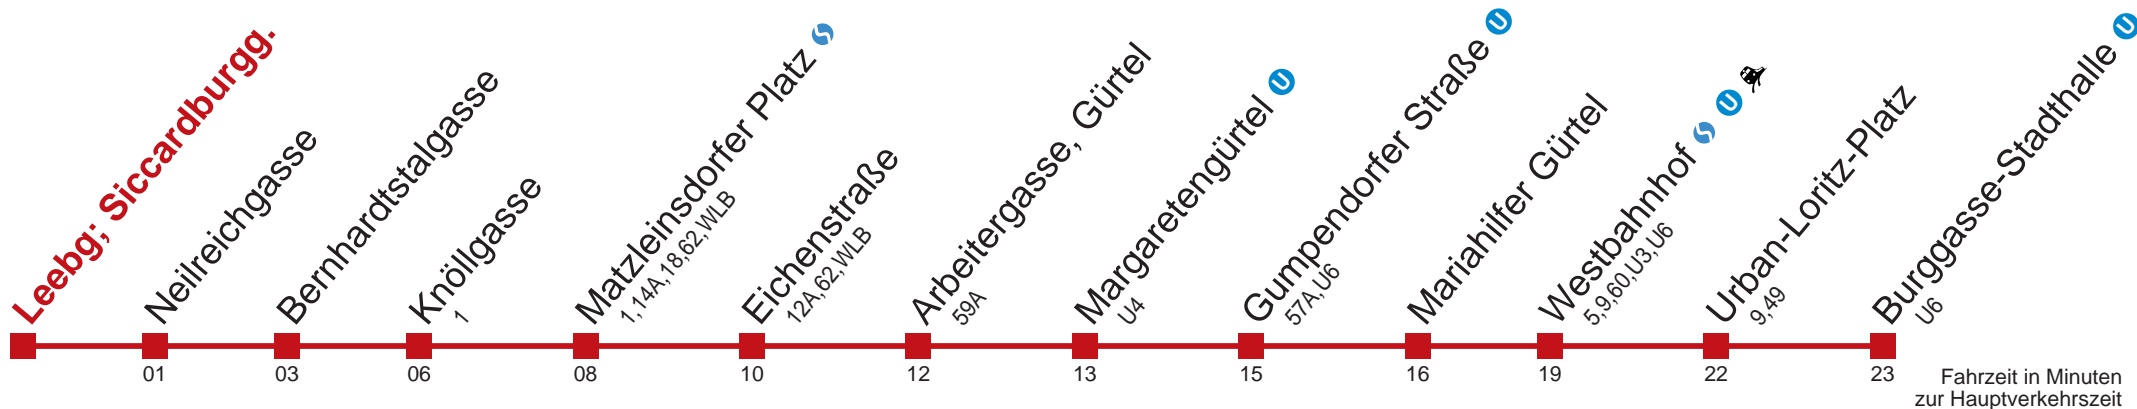 Leebg; Siccardburgg.
Neilreichgasse
01
Bernhardtstalgasse
03
Knöllgasse
1
06
Matzleinsdorfer Platz
1, 14A, 18, 62, WLB
08
Eichenstraße
12A, 62, WLB
10
Arbeitergasse, Gürtel
59A
12
Margaretengürtel U
U4
13
Gumpendorfer Straße U
57A, U6
15
Mariahilfer Gürtel
16
Westbahnhof U
5, 9, 60, U3, U6
19
Urban-Loritz-Platz
9, 49
22
Burggasse-Stadthalle U
U6
23
Fahrzeit in Minuten
zur Hauptverkehrszeit